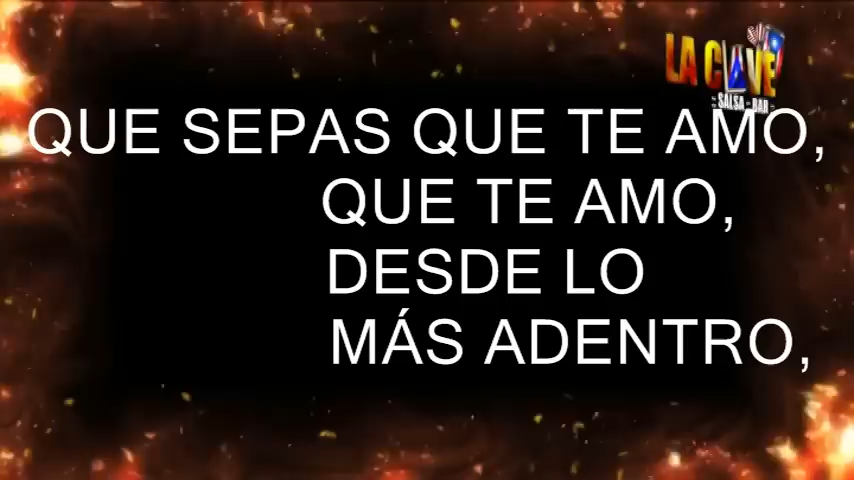 LA CLAVE
SALSA - BAR
QUE SEPAS QUE TE AMO,
QUE TE AMO,
DESDE LO
MÁS ADENTRO,